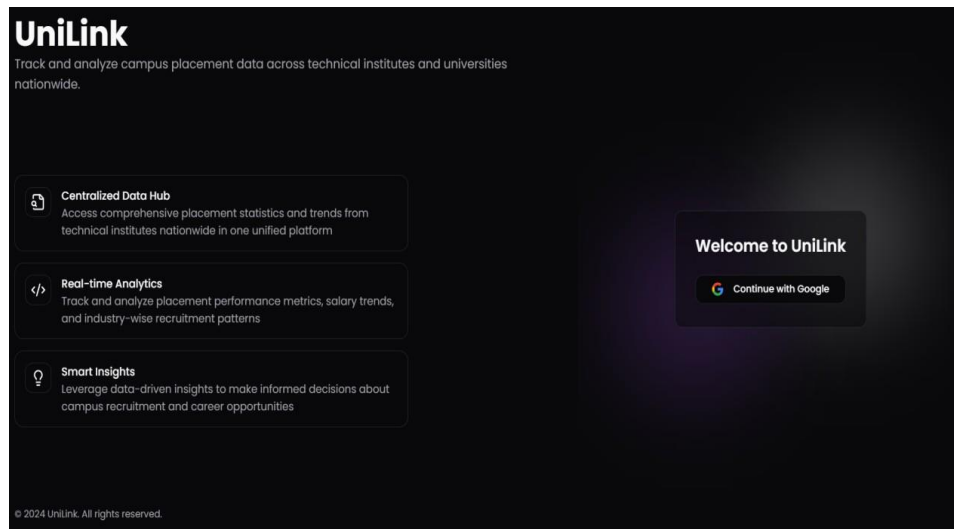 UniLink
Track and analyze campus placement data across technical institutes and universities
nationwide.
Centralized Data Hub
Access comprehensive placement statistics and trends from
technical institutes nationwide in one unified platform
Real-time Analytics
Track and analyze placement performance metrics, salary trends,
and industry-wise recruitment patterns
Smart Insights
Leverage data-driven insights to make informed decisions about
campus recruitment and career opportunities
Welcome to UniLink
Continue with Google
© 2024 UniLink. All rights reserved.